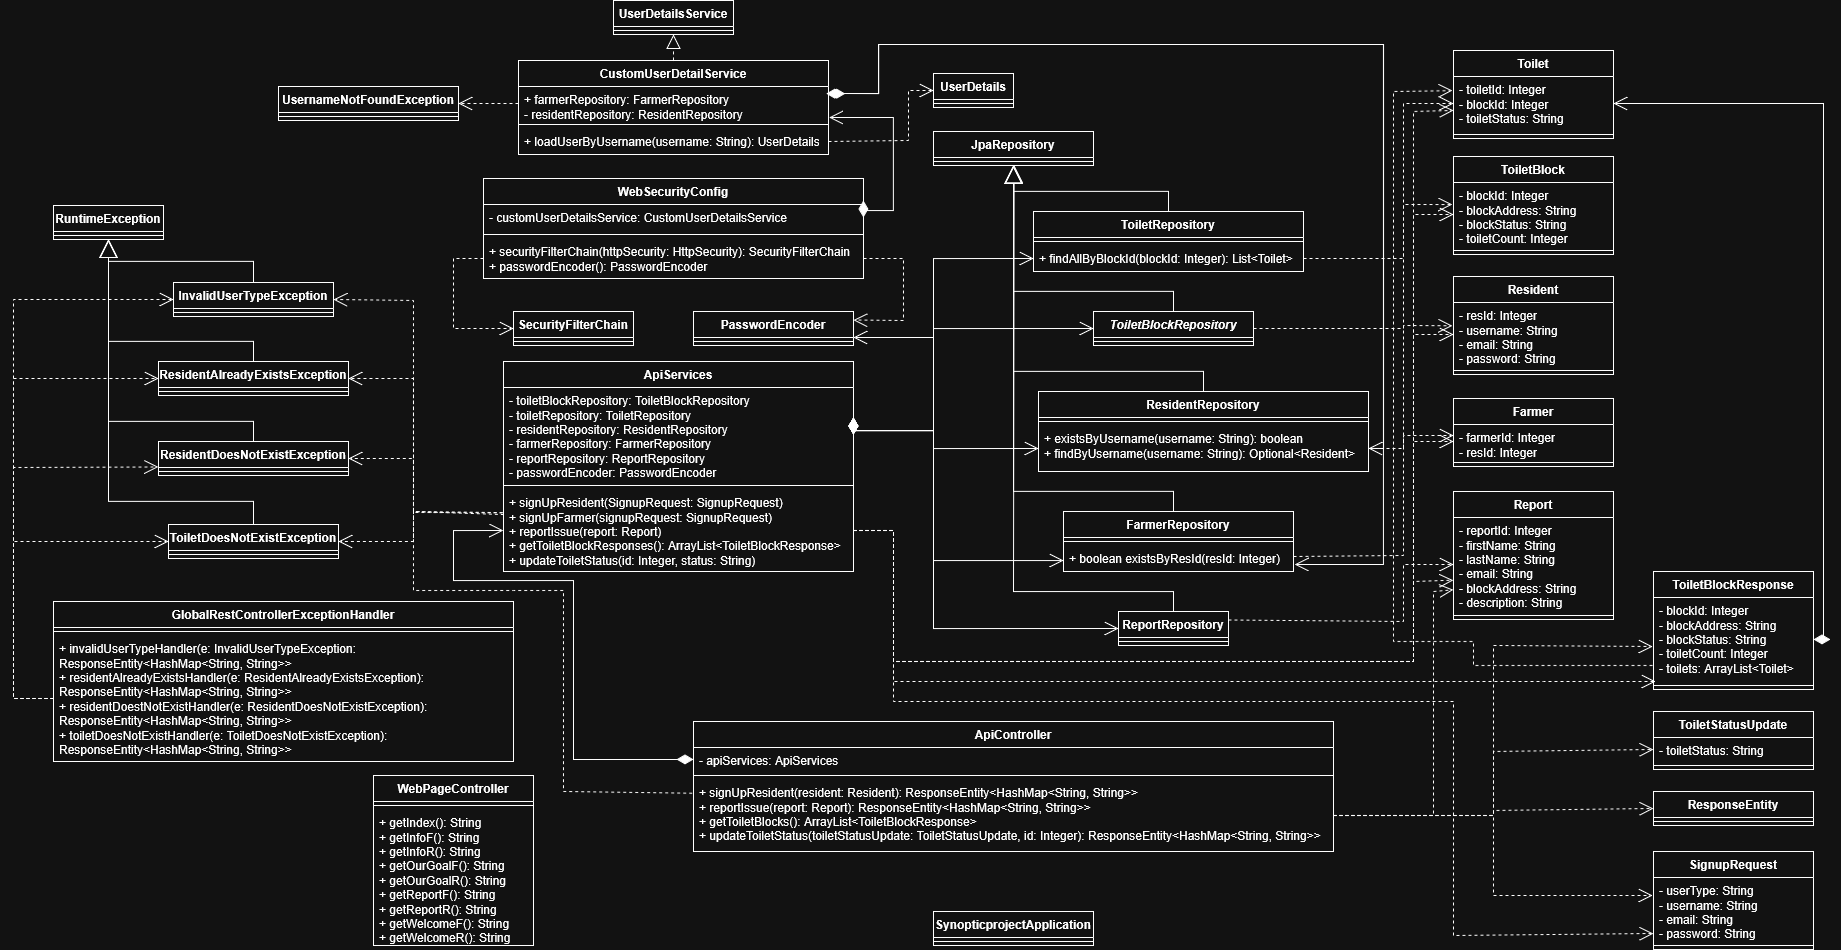 UserDetailsService
CustomUserDetailService
+ farmerRepository: FarmerRepository
- residentRepository: ResidentRepository
+ loadUserByUsername(username: String): UserDetails
UsernameNotFoundException
UserDetails
JpaRepository
Toilet
- toiletId: Integer
- blockId: Integer
- toiletStatus: String
ToiletBlock
- blockId: Integer
- blockAddress: String
- blockStatus: String
- toiletCount: Integer
WebSecurityConfig
- customUserDetailsService: CustomUserDetailsService
+ securityFilterChain(httpSecurity: HttpSecurity): SecurityFilterChain
+ passwordEncoder(): PasswordEncoder
RuntimeException
ToiletRepository
+ findAllByBlockId(blockId: Integer): List<Toilet>
InvalidUserTypeException
SecurityFilterChain
PasswordEncoder
ToiletBlockRepository
Resident
- resId: Integer
- username: String
- email: String
- password: String
ResidentAlreadyExistsException
ApiServices
- toiletBlockRepository: ToiletBlockRepository
- toiletRepository: ToiletRepository
- residentRepository: ResidentRepository
- farmerRepository: FarmerRepository
- reportRepository: ReportRepository
- passwordEncoder: PasswordEncoder
+ signUpResident(SignupRequest: SignupRequest)
+ signUpFarmer(signupRequest: SignupRequest)
+ reportIssue(report: Report)
+ getToiletBlockResponses(): ArrayList<ToiletBlockResponse>
+ updateToiletStatus(id: Integer, status: String)
ResidentRepository
+ existsByUsername(username: String): boolean
+ findByUsername(username: String): Optional<Resident>
Farmer
- farmerId: Integer
- resId: Integer
ResidentDoesNotExistException
ToiletDoesNotExistException
FarmerRepository
+ boolean existsByResId(resId: Integer)
Report
- reportId: Integer
- firstName: String
- lastName: String
- email: String
- blockAddress: String
- description: String
ReportRepository
ToiletBlockResponse
- blockId: Integer
- blockAddress: String
- blockStatus: String
- toiletCount: Integer
- toilets: ArrayList<Toilet>
GlobalRestControllerExceptionHandler
+ invalidUserTypeHandler(e: InvalidUserTypeException:
ResponseEntity<HashMap<String, String>>
+ residentAlreadyExistsHandler(e: ResidentAlreadyExistsException):
ResponseEntity<HashMap<String, String>>
+ residentDoestNotExistHandler(e: ResidentDoesNotExistException):
ResponseEntity<HashMap<String, String>>
+ toiletDoesNotExistHandler(e: ToiletDoesNotExistException):
ResponseEntity<HashMap<String, String>>
ApiController
- apiServices: ApiServices
+ signUpResident(resident: Resident): ResponseEntity<HashMap<String, String>>
+ reportIssue(report: Report): ResponseEntity<HashMap<String, String>>
+ getToiletBlocks(): ArrayList<ToiletBlockResponse>
+ updateToiletStatus(toiletStatusUpdate: ToiletStatusUpdate, id: Integer): ResponseEntity<HashMap<String, String>>
ToiletStatusUpdate
- toiletStatus: String
ResponseEntity
WebPageController
+ getIndex(): String
+ getInfoF(): String
+ getInfoR(): String
+ getOurGoalF(): String
+ getOurGoalR(): String
+ getReportF(): String
+ getReportR(): String
+ getWelcomeF(): String
+ getWelcomeR(): String
SignupRequest
- userType: String
- username: String
- email: String
- password: String
SynopticprojectApplication